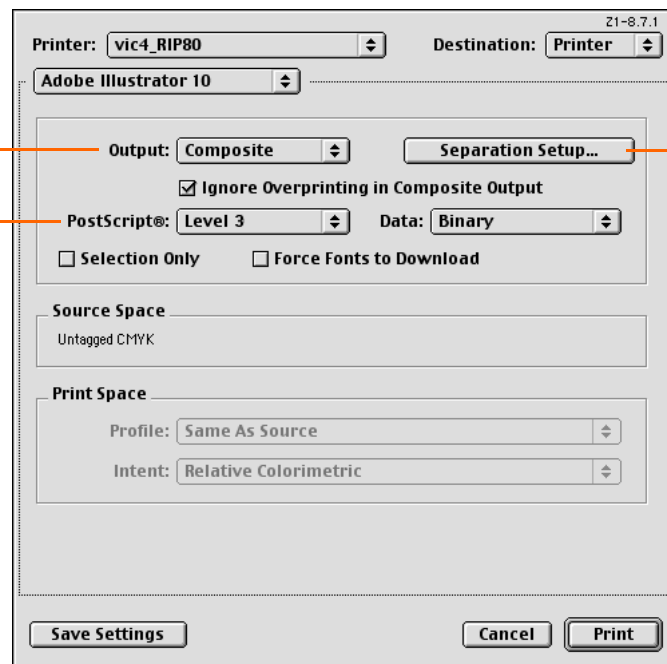 Z1-8.7.1
Printer: vic4_RIP80 Destination: Printer
Adobe Illustrator 10
Output: Composite Separation Setup...
Ignore Overprinting in Composite Output
PostScript®: Level 3 Data: Binary
Selection Only Force Fonts to Download
Source Space
Untagged CMYK
Print Space
Profile: Same As Source
Intent: Relative Colorimetric
Save Settings Cancel Print